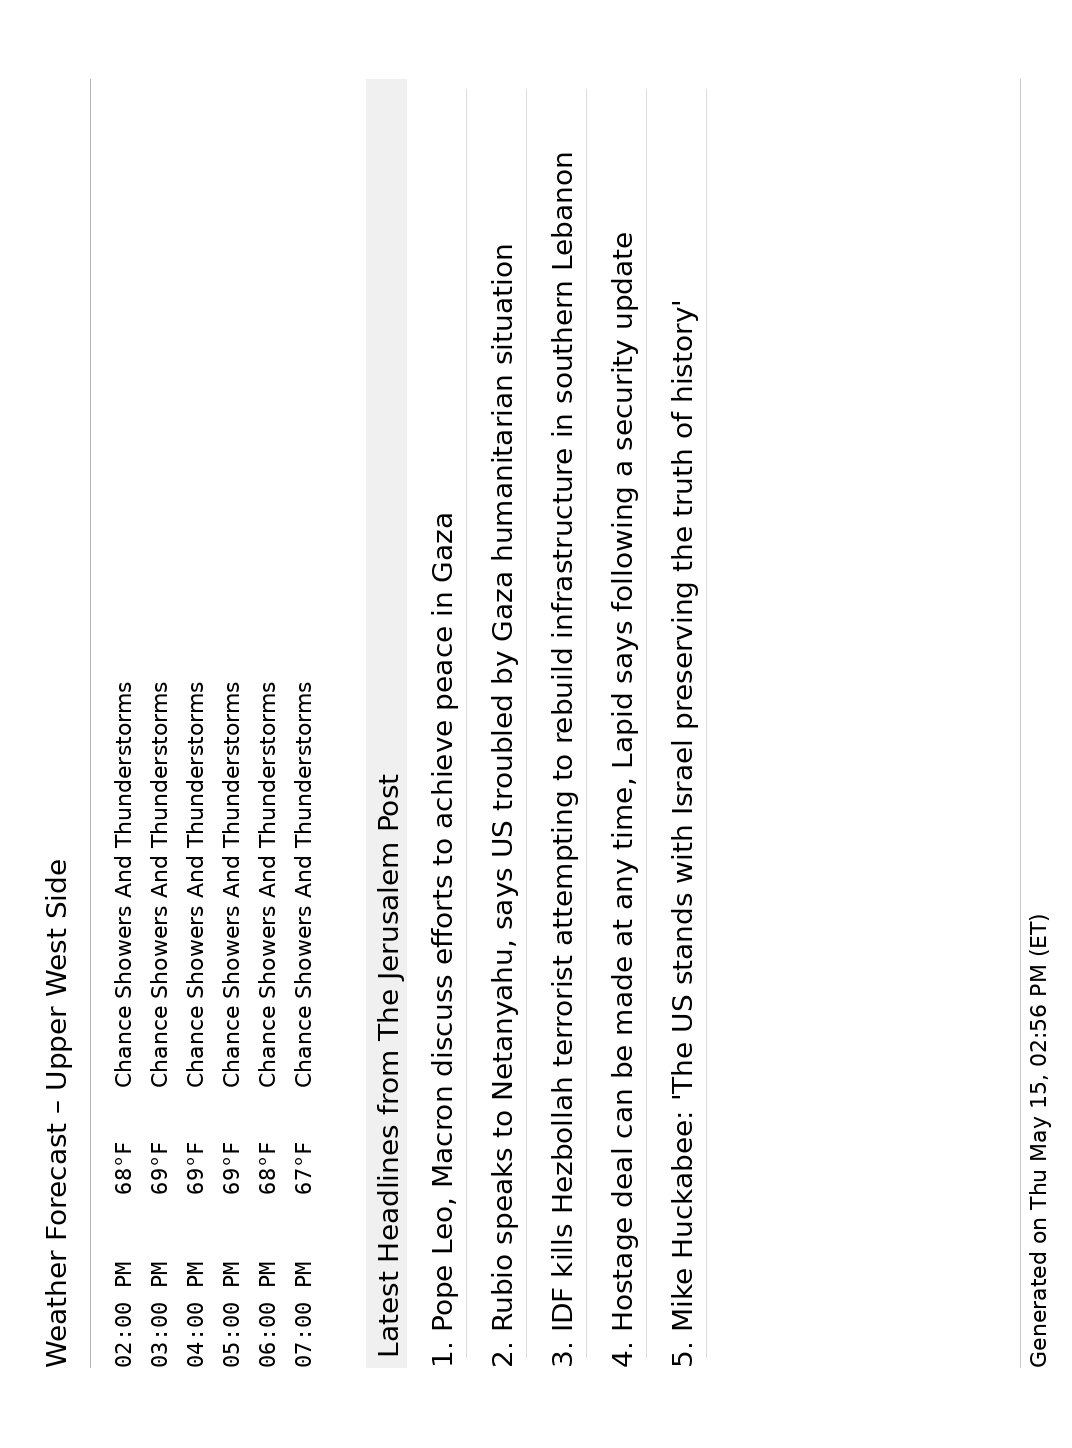 Weather Forecast – Upper West Side
02:00 PM 68°F Chance Showers And Thunderstorms
03:00 PM 69°F Chance Showers And Thunderstorms
04:00 PM 69°F Chance Showers And Thunderstorms
05:00 PM 69°F Chance Showers And Thunderstorms
06:00 PM 68°F Chance Showers And Thunderstorms
07:00 PM 67°F Chance Showers And Thunderstorms
Latest Headlines from The Jerusalem Post
1. Pope Leo, Macron discuss efforts to achieve peace in Gaza
2. Rubio speaks to Netanyahu, says US troubled by Gaza humanitarian situation
3. IDF kills Hezbollah terrorist attempting to rebuild infrastructure in southern Lebanon
4. Hostage deal can be made at any time, Lapid says following a security update
5. Mike Huckabee: 'The US stands with Israel preserving the truth of history'
Generated on Thu May 15, 02:56 PM (ET)